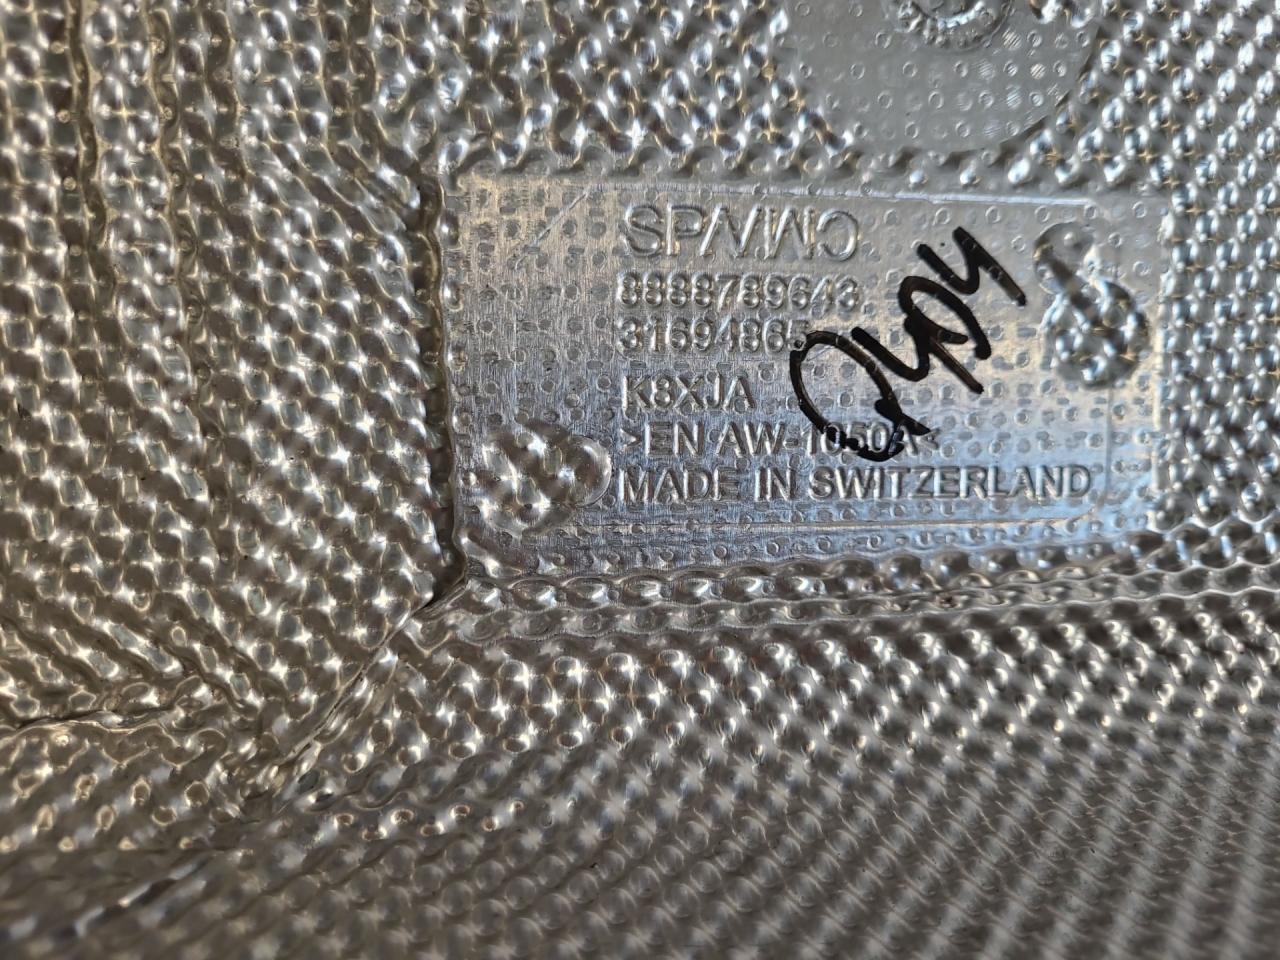 8888789643
31694865
K8XJA
>EN AW-1050A<
MADE IN SWITZERLAND